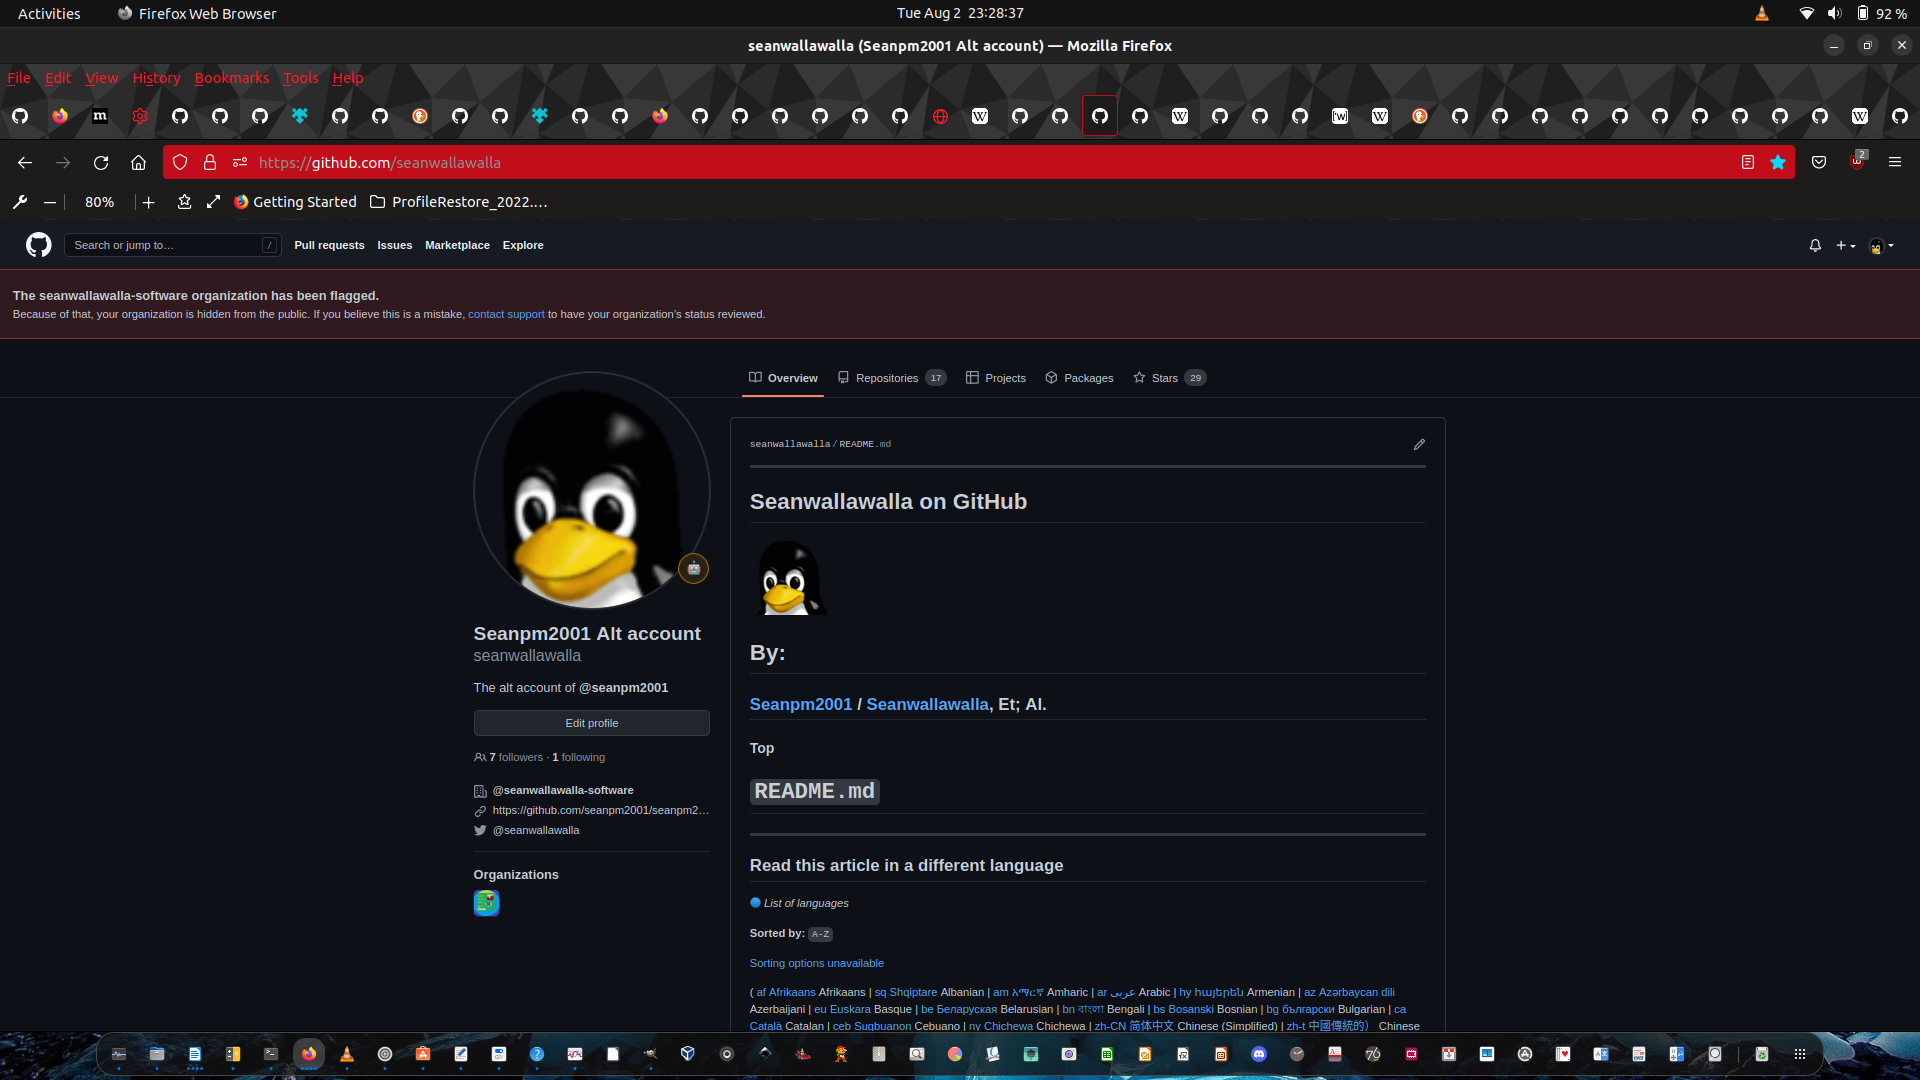 Activities Firefox Web Browser Tue Aug 2 23:28:37 92 %
seanwallawalla (Seanpm2001 Alt account) — Mozilla Firefox
File Edit View History Bookmarks Tools Help
https://github.com/seanwallawalla 2
80% Getting Started ProfileRestore_2022.…
Search or jump to… / Pull requests Issues Marketplace Explore
The seanwallawalla-software organization has been flagged.
Because of that, your organization is hidden from the public. If you believe this is a mistake, contact support to have your organization's status reviewed.
Overview Repositories 17 Projects Packages Stars 29
seanwallawalla/README.md
Seanwallawalla on GitHub
By:
Seanpm2001 / Seanwallawalla, Et; Al.
Top
README.md
Read this article in a different language
List of languages
Sorted by: A-Z
Sorting options unavailable
( af Afrikaans Afrikaans | sq Shqiptare Albanian | am አማርኛ Amharic | ar عربى Arabic | hy հայերեն Armenian | az Azərbaycan dili
Azerbaijani | eu Euskara Basque | be Беларуская Belarusian | bn বাংলা Bengali | bs Bosanski Bosnian | bg български Bulgarian | ca
Català Catalan | ceb Sugbuanon Cebuano | ny Chichewa Chichewa | zh-CN 简体中文 Chinese (Simplified) | zh-t 中國傳統的） Chinese
Seanpm2001 Alt account
seanwallawalla
The alt account of @seanpm2001
Edit profile
7 followers · 1 following
@seanwallawalla-software
https://github.com/seanpm2001/seanpm2…
@seanwallawalla
Organizations